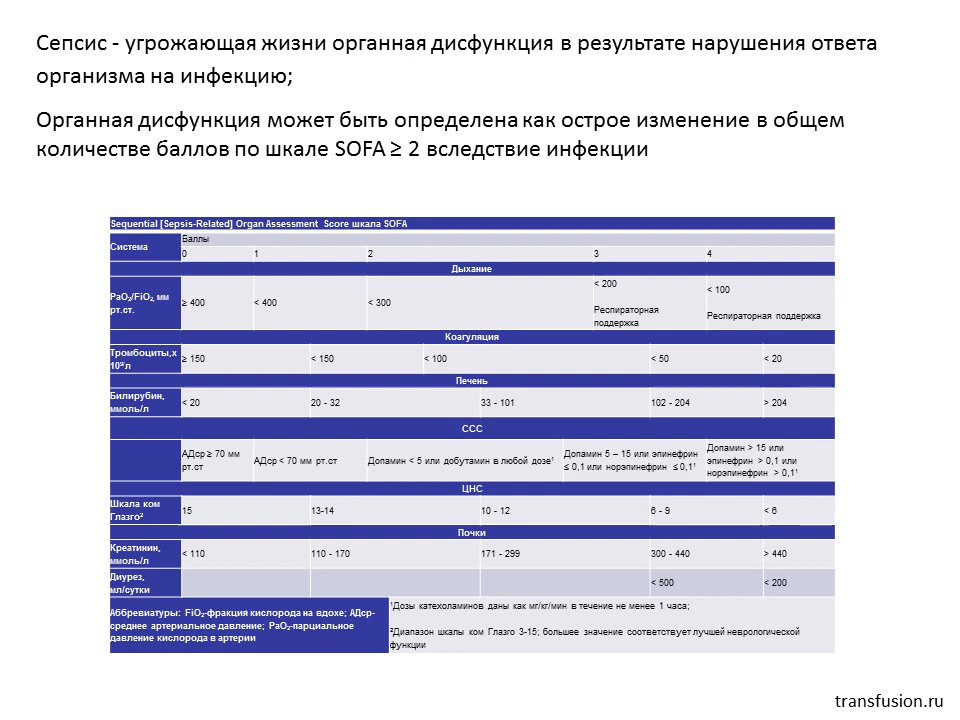 Сепсис - угрожающая жизни органная дисфункция в результате нарушения ответа
организма на инфекцию;
Органная дисфункция может быть определена как острое изменение в общем
количестве баллов по шкале SOFA ≥ 2 вследствие инфекции
Sequential [Sepsis-Related] Organ Assessment Score шкала SOFA
Система
Баллы
0 1 2 3 4
Дыхание
PaO₂/FiO₂, мм
рт.ст.
≥ 400
< 400
< 300
< 200
Респираторная
поддержка
< 100
Респираторная поддержка
Коагуляция
Тромбоциты,х
10⁹/л
≥ 150
< 150
< 100
< 50
< 20
Печень
Билирубин,
ммоль/л
< 20
20 - 32
33 - 101
102 - 204
> 204
ССС
АДср ≥ 70 мм
рт.ст
АДср < 70 мм рт.ст
Допамин < 5 или добутамин в любой дозе¹
Допамин 5 – 15 или эпинефрин
≤ 0,1 или норэпинефрин ≤ 0,1¹
Допамин > 15 или
эпинефрин > 0,1 или
норэпинефрин > 0,1¹
ЦНС
Шкала ком
Глазго²
15
13-14
10 - 12
6 - 9
< 6
Почки
Креатинин,
ммоль/л
< 110
110 - 170
171 - 299
300 - 440
> 440
Диурез,
мл/сутки
< 500
< 200
Аббревиатуры: FiO₂-фракция кислорода на вдохе; АДср-
среднее артериальное давление; PaO₂-парциальное
давление кислорода в артерии
¹Дозы катехоламинов даны как мг/кг/мин в течение не менее 1 часа;
²Диапазон шкалы ком Глазго 3-15; большее значение соответствует лучшей неврологической
функции
transfusion.ru